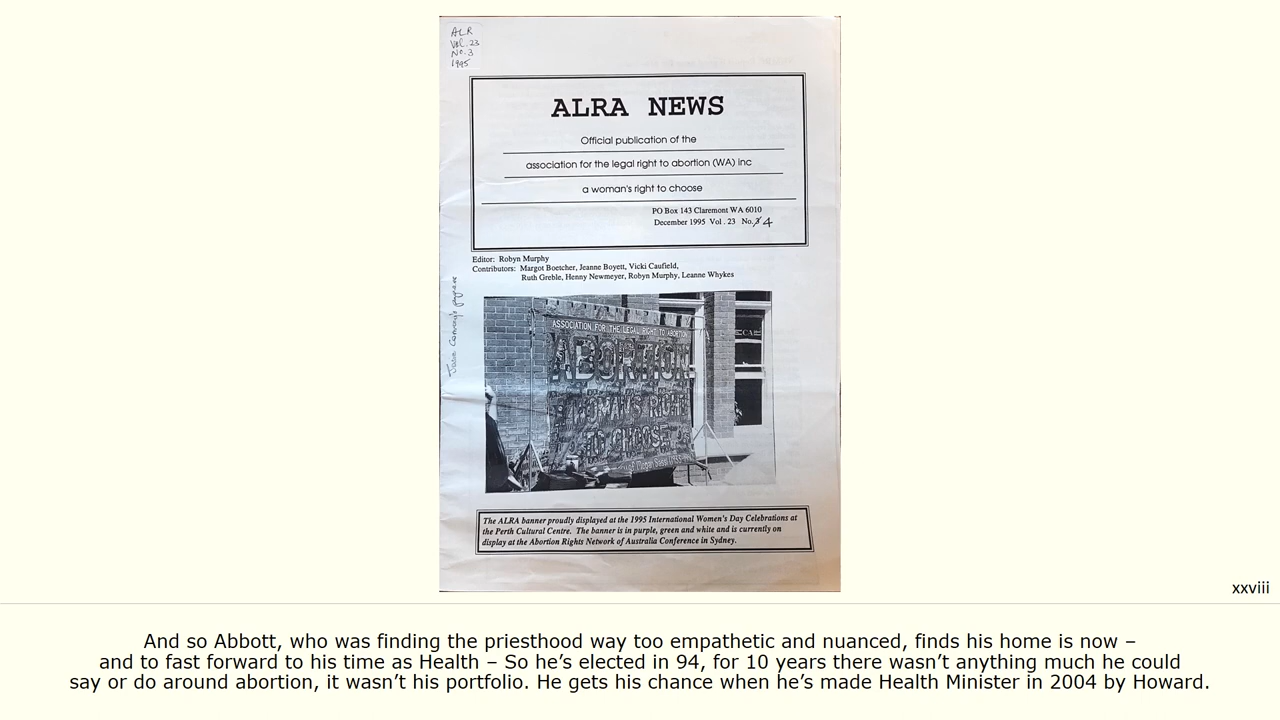 ALR
Vol. 23
No. 3
1995
ALRA NEWS
Official publication of the
association for the legal right to abortion (WA) inc
a woman's right to choose
PO Box 143 Claremont WA 6010
December 1995 Vol. 23 No. 3 4
Editor: Robyn Murphy
Contributors: Margot Boetcher, Jeanne Boyett, Vicki Caufield,
Ruth Greble, Henny Newmeyer, Robyn Murphy, Leanne Whykes
ASSOCIATION FOR THE LEGAL RIGHT TO ABORTION
ABORTION
A WOMAN'S RIGHT
TO CHOOSE
The ALRA banner proudly displayed at the 1995 International Women's Day Celebrations at
the Perth Cultural Centre. The banner is in purple, green and white and is currently on
display at the Abortion Rights Network of Australia Conference in Sydney.
xxviii
And so Abbott, who was finding the priesthood way too empathetic and nuanced, finds his home is now –
and to fast forward to his time as Health – So he’s elected in 94, for 10 years there wasn’t anything much he could
say or do around abortion, it wasn’t his portfolio. He gets his chance when he’s made Health Minister in 2004 by Howard.